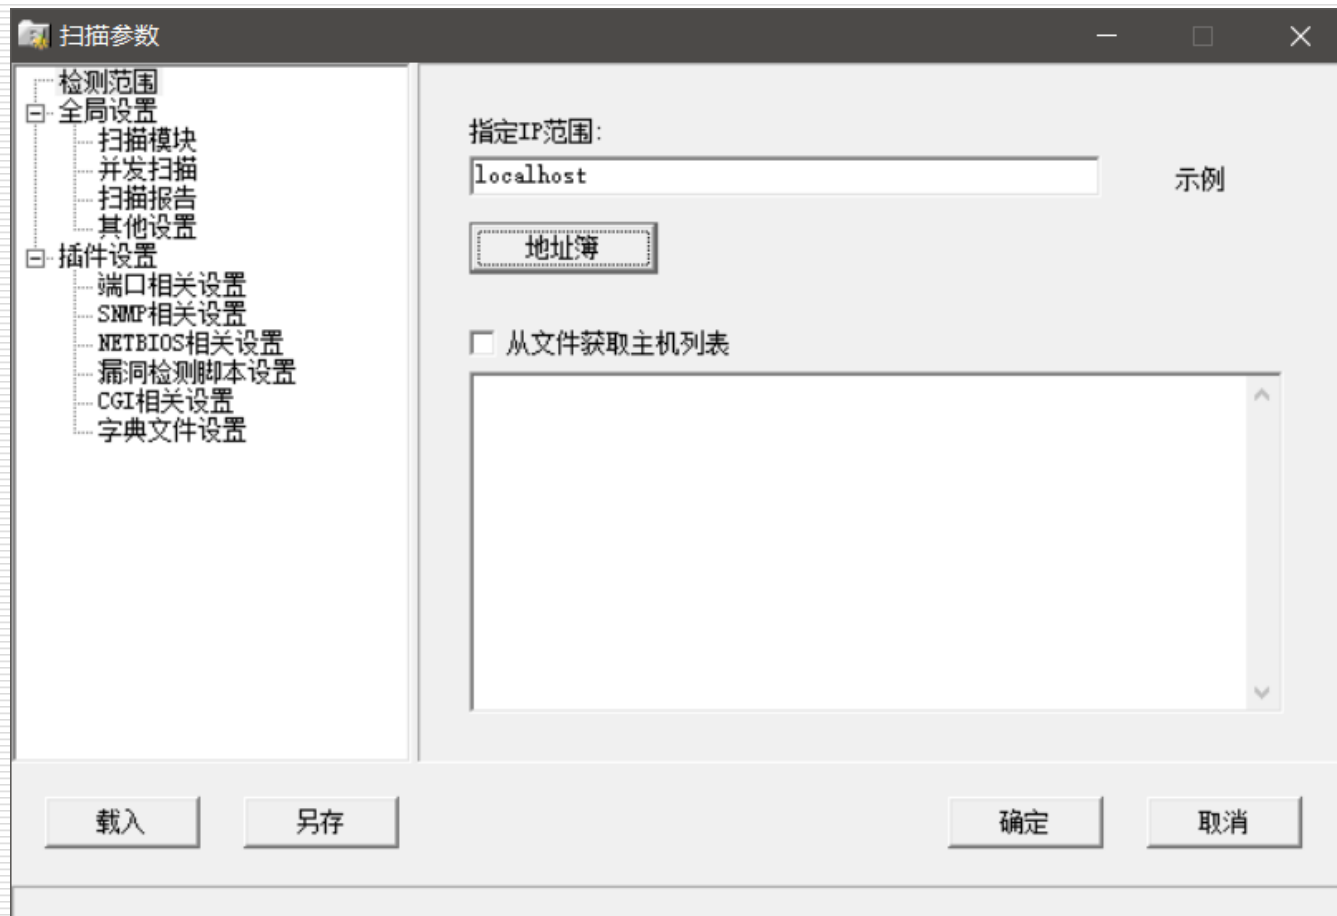 扫描参数
检测范围
全局设置
扫描模块
并发扫描
扫描报告
其他设置
插件设置
端口相关设置
SNMP相关设置
NETBIOS相关设置
漏洞检测脚本设置
CGI相关设置
字典文件设置
指定IP范围:
localhost
示例
地址簿
从文件获取主机列表
载入
另存
确定
取消